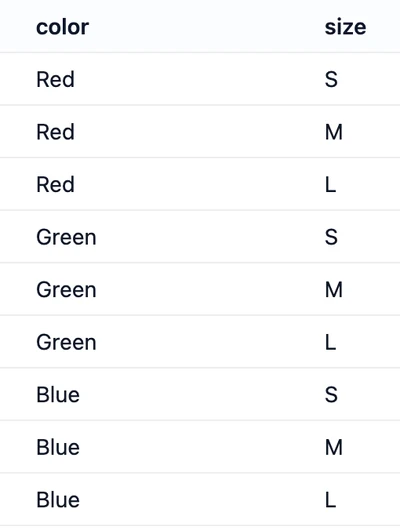 color size
Red S
Red M
Red L
Green S
Green M
Green L
Blue S
Blue M
Blue L